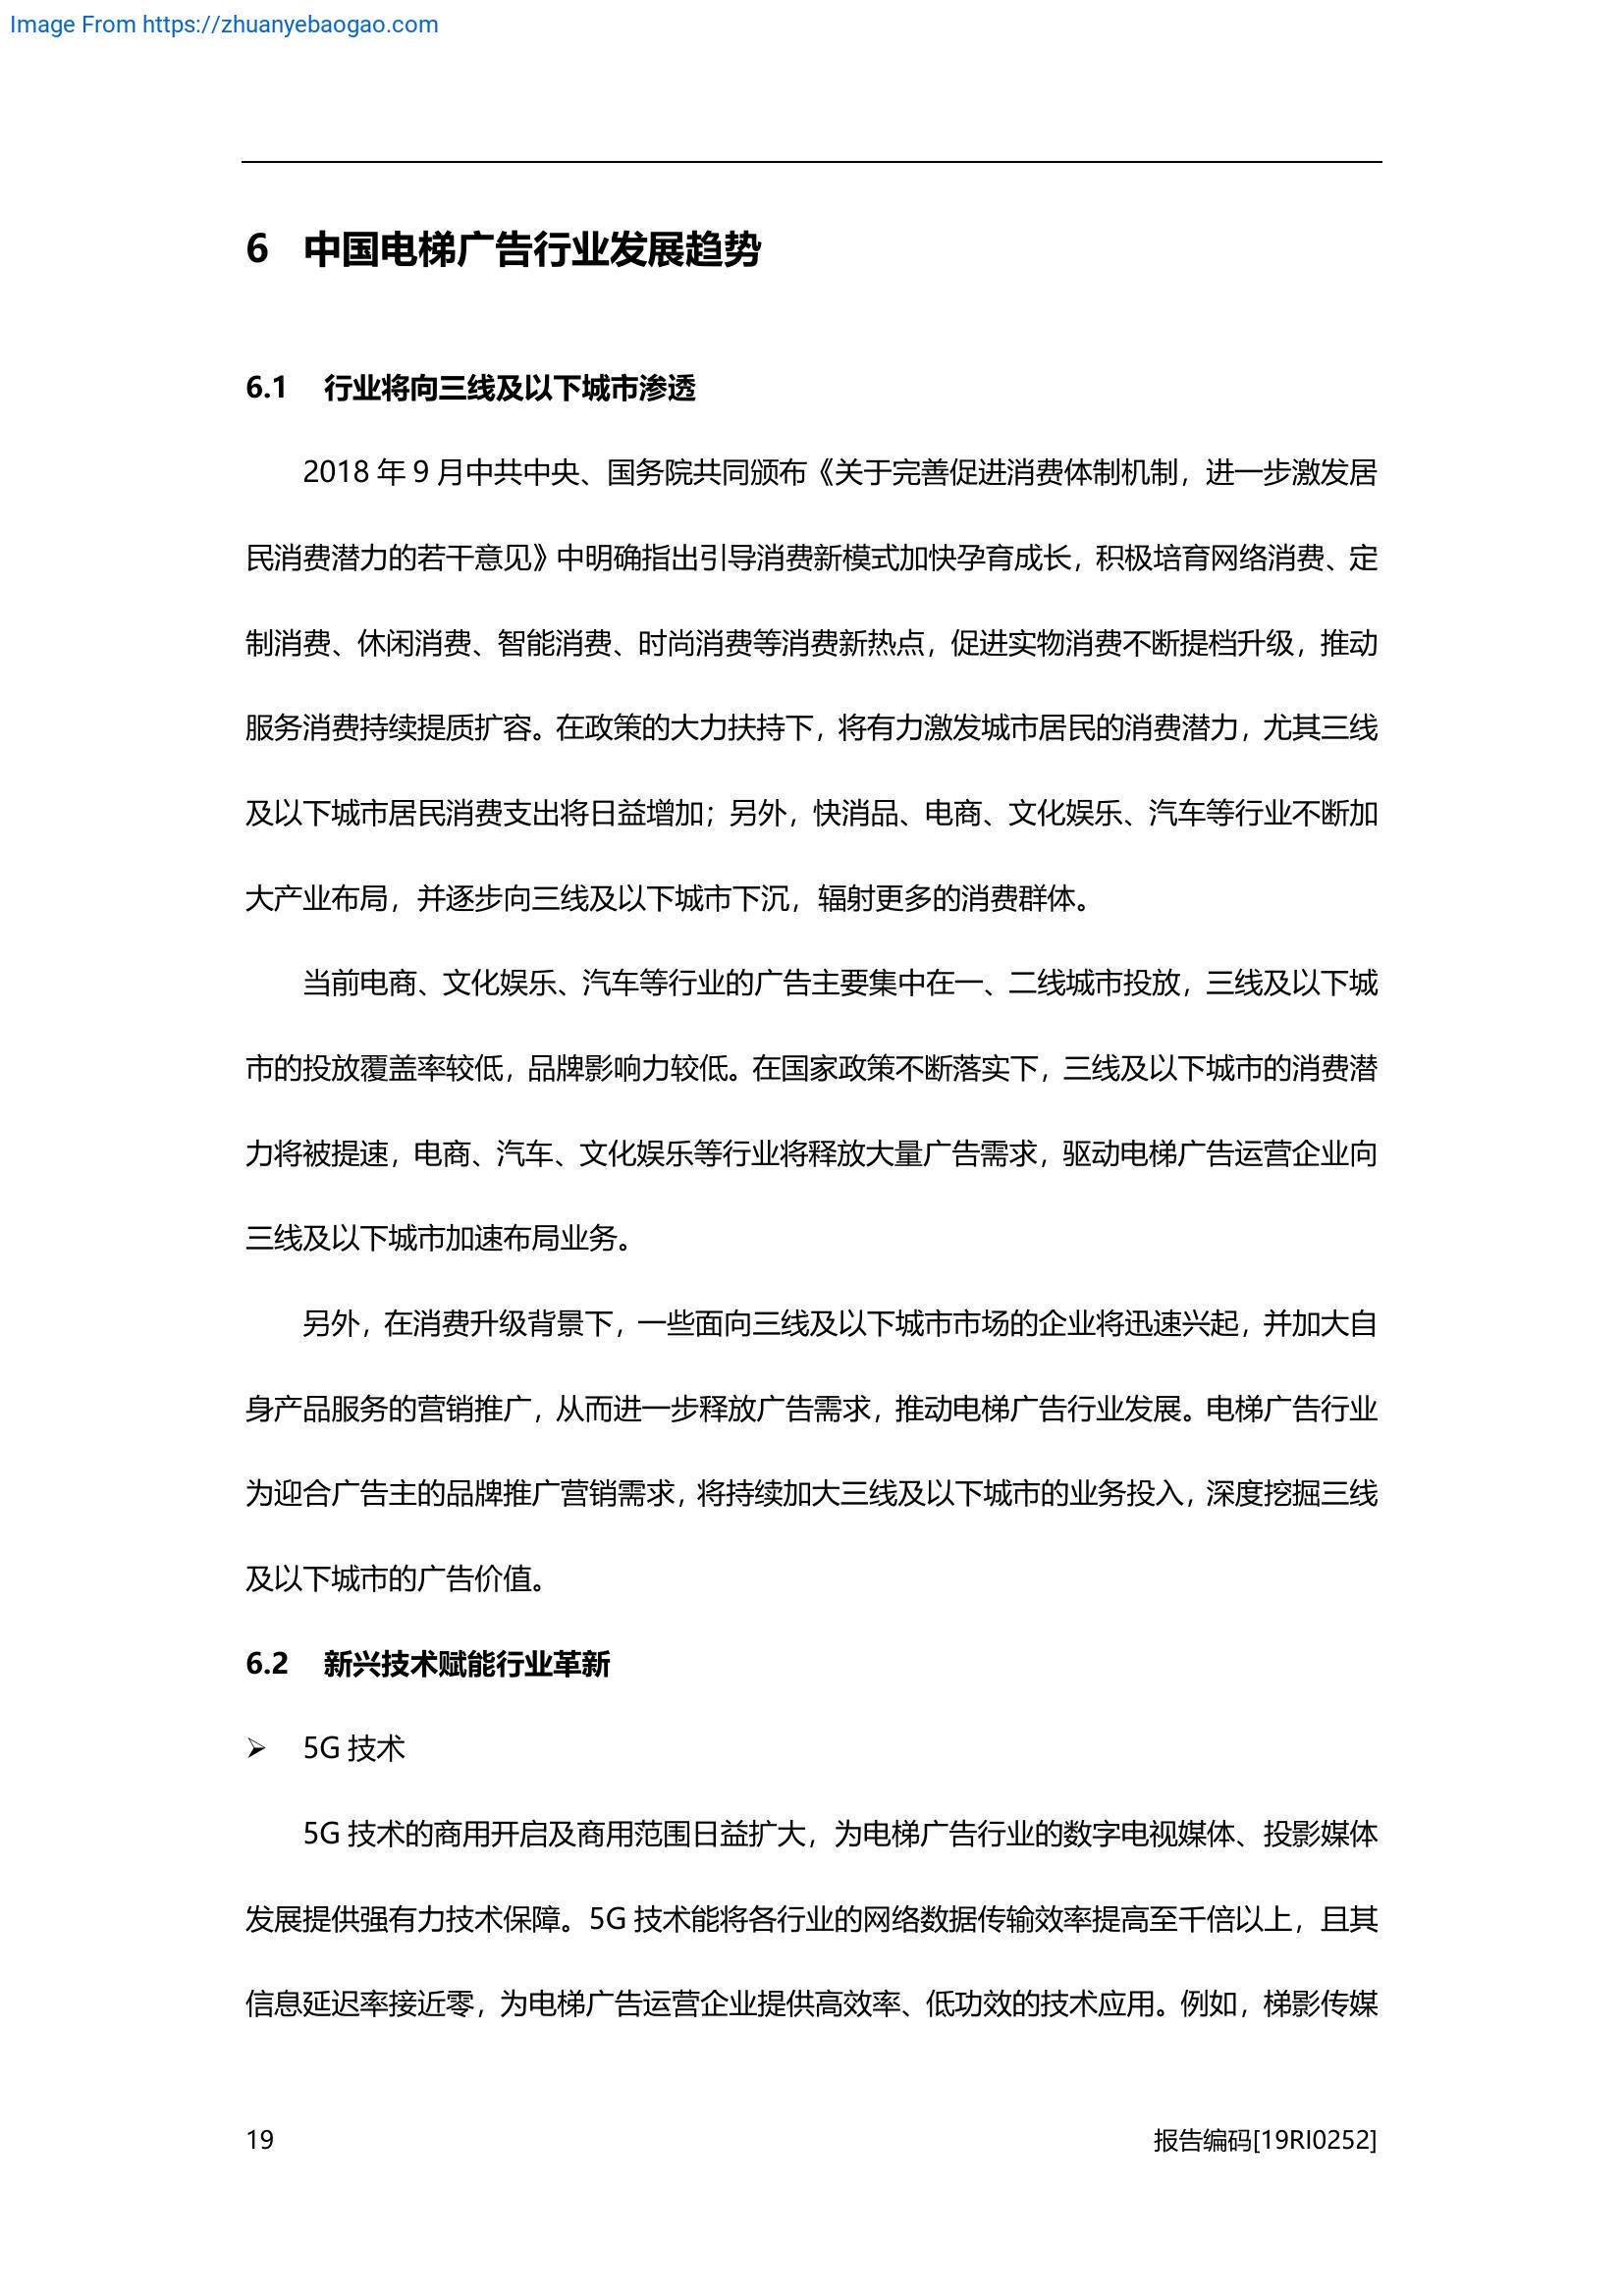 Image From https://zhuanyebaogao.com
6 中国电梯广告行业发展趋势
6.1 行业将向三线及以下城市渗透
2018 年 9 月中共中央、国务院共同颁布《关于完善促进消费体制机制，进一步激发居
民消费潜力的若干意见》中明确指出引导消费新模式加快孕育成长，积极培育网络消费、定
制消费、休闲消费、智能消费、时尚消费等消费新热点，促进实物消费不断提档升级，推动
服务消费持续提质扩容。在政策的大力扶持下，将有力激发城市居民的消费潜力，尤其三线
及以下城市居民消费支出将日益增加；另外，快消品、电商、文化娱乐、汽车等行业不断加
大产业布局，并逐步向三线及以下城市下沉，辐射更多的消费群体。
当前电商、文化娱乐、汽车等行业的广告主要集中在一、二线城市投放，三线及以下城
市的投放覆盖率较低，品牌影响力较低。在国家政策不断落实下，三线及以下城市的消费潜
力将被提速，电商、汽车、文化娱乐等行业将释放大量广告需求，驱动电梯广告运营企业向
三线及以下城市加速布局业务。
另外，在消费升级背景下，一些面向三线及以下城市市场的企业将迅速兴起，并加大自
身产品服务的营销推广，从而进一步释放广告需求，推动电梯广告行业发展。电梯广告行业
为迎合广告主的品牌推广营销需求，将持续加大三线及以下城市的业务投入，深度挖掘三线
及以下城市的广告价值。
6.2 新兴技术赋能行业革新
➢ 5G 技术
5G 技术的商用开启及商用范围日益扩大，为电梯广告行业的数字电视媒体、投影媒体
发展提供强有力技术保障。5G 技术能将各行业的网络数据传输效率提高至千倍以上，且其
信息延迟率接近零，为电梯广告运营企业提供高效率、低功效的技术应用。例如，梯影传媒
19 报告编码[19RI0252]